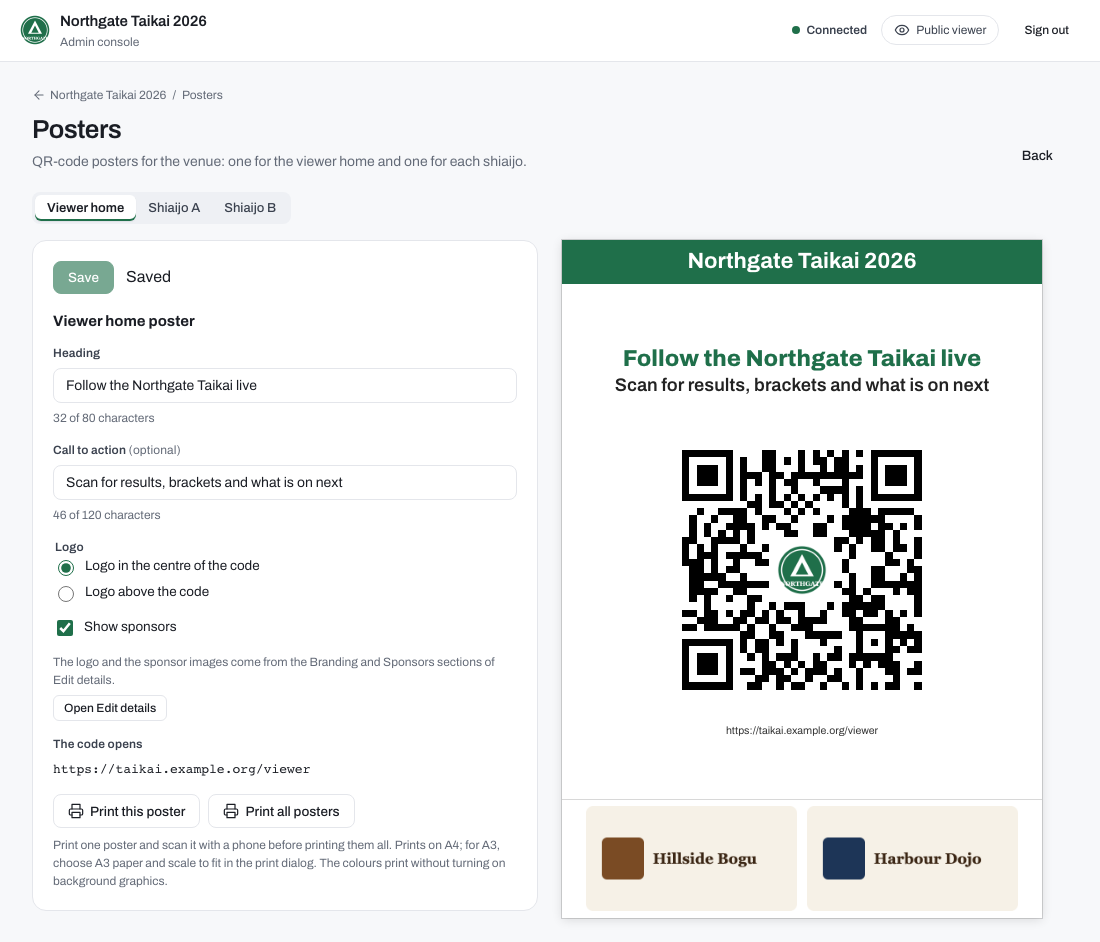 Northgate Taikai 2026
Admin console
Connected
Public viewer
Sign out
Northgate Taikai 2026 / Posters
Posters
QR-code posters for the venue: one for the viewer home and one for each shiaijo.
Back
Viewer home
Shiaijo A
Shiaijo B
Save
Saved
Viewer home poster
Heading
Follow the Northgate Taikai live
32 of 80 characters
Call to action (optional)
Scan for results, brackets and what is on next
46 of 120 characters
Logo
Logo in the centre of the code
Logo above the code
Show sponsors
The logo and the sponsor images come from the Branding and Sponsors sections of
Edit details.
Open Edit details
The code opens
https://taikai.example.org/viewer
Print this poster
Print all posters
Print one poster and scan it with a phone before printing them all. Prints on A4; for A3,
choose A3 paper and scale to fit in the print dialog. The colours print without turning on
background graphics.
Northgate Taikai 2026
Follow the Northgate Taikai live
Scan for results, brackets and what is on next
https://taikai.example.org/viewer
Hillside Bogu
Harbour Dojo